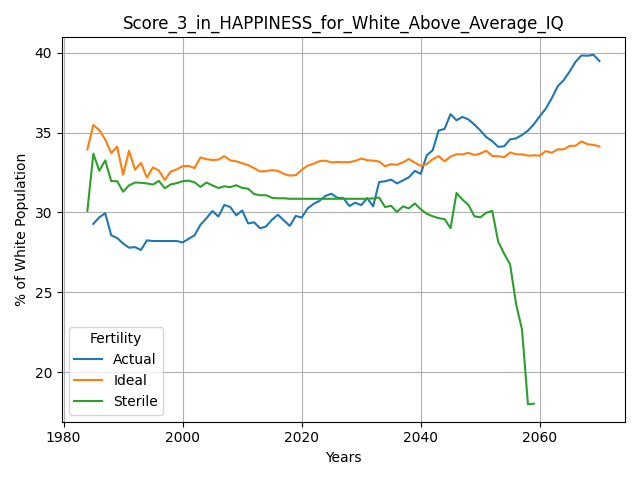 Score_3_in_HAPPINESS_for_White_Above_Average_IQ
% of White Population
40
35
30
25
20
Fertility
Actual
Ideal
Sterile
1980
2000
2020
2040
2060
Years